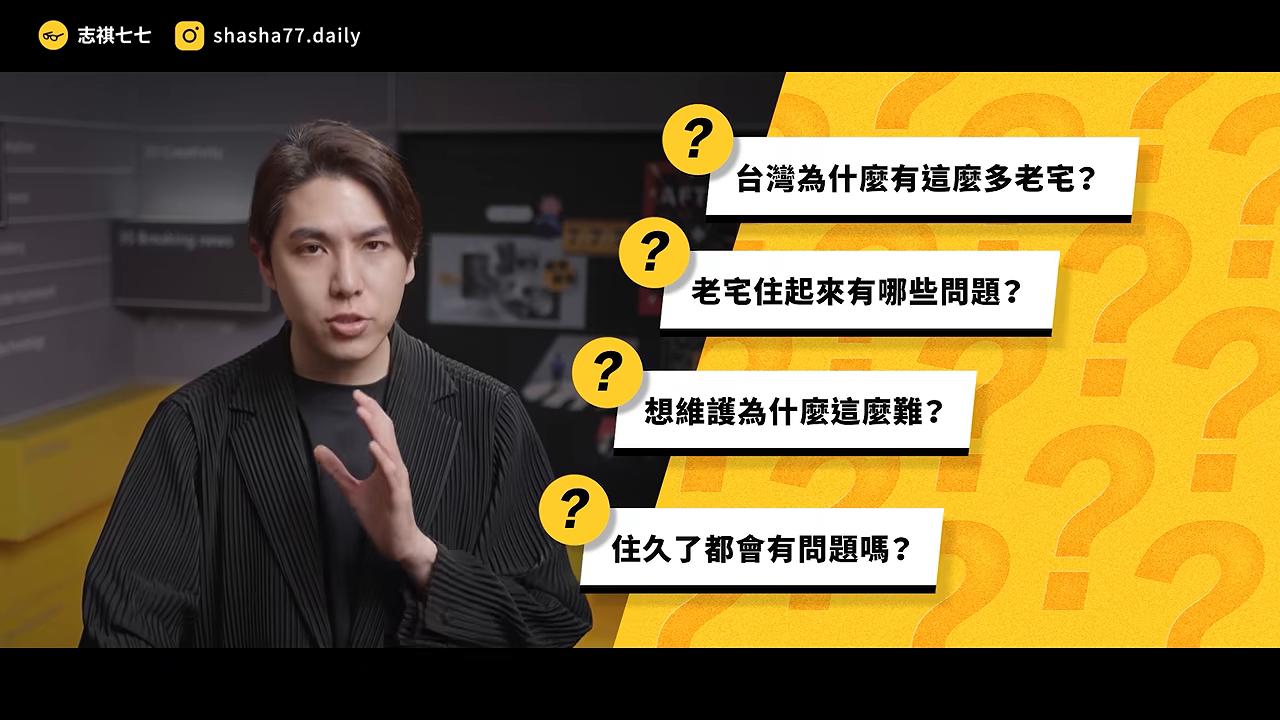 志祺七七 shasha77.daily
?
台灣為什麼有這麼多老宅？
?
老宅住起來有哪些問題？
?
想維護為什麼這麼難？
?
住久了都會有問題嗎？
Breaking news